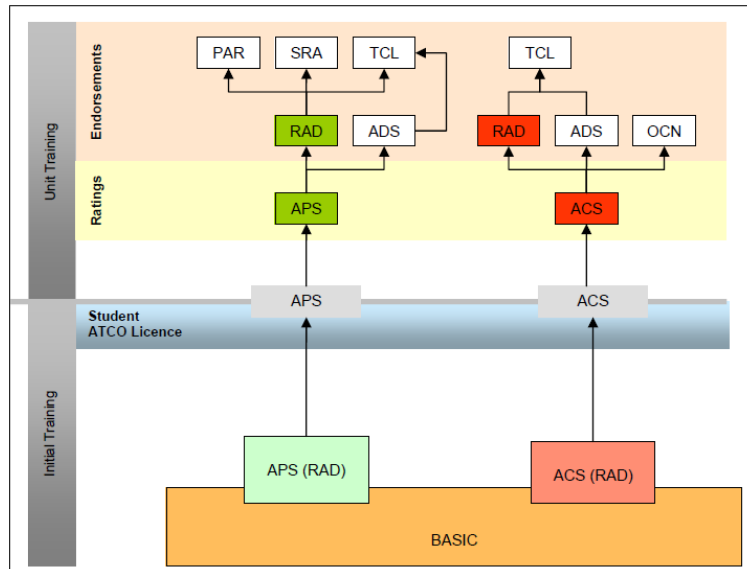 PAR
SRA
TCL
TCL
Endorsements
RAD
ADS
RAD
ADS
OCN
Unit Training
Ratings
APS
ACS
APS
ACS
Student
ATCO Licence
Initial Training
APS (RAD)
ACS (RAD)
BASIC